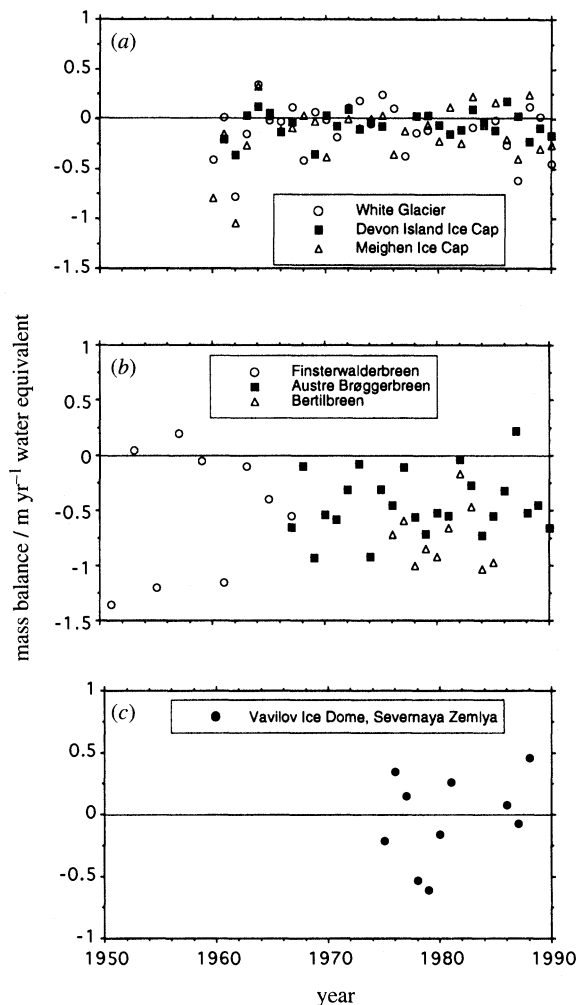 (a)
1
0.5
0
-0.5
-1
-1.5
White Glacier
Devon Island Ice Cap
Meighen Ice Cap
mass balance / m yr−1 water equivalent
(b)
1
0.5
0
-0.5
-1
-1.5
Finsterwalderbreen
Austre Brøggerbreen
Bertilbreen
(c)
1
0.5
0
-0.5
-1
Vavilov Ice Dome, Severnaya Zemlya
1950 1960 1970 1980 1990
year